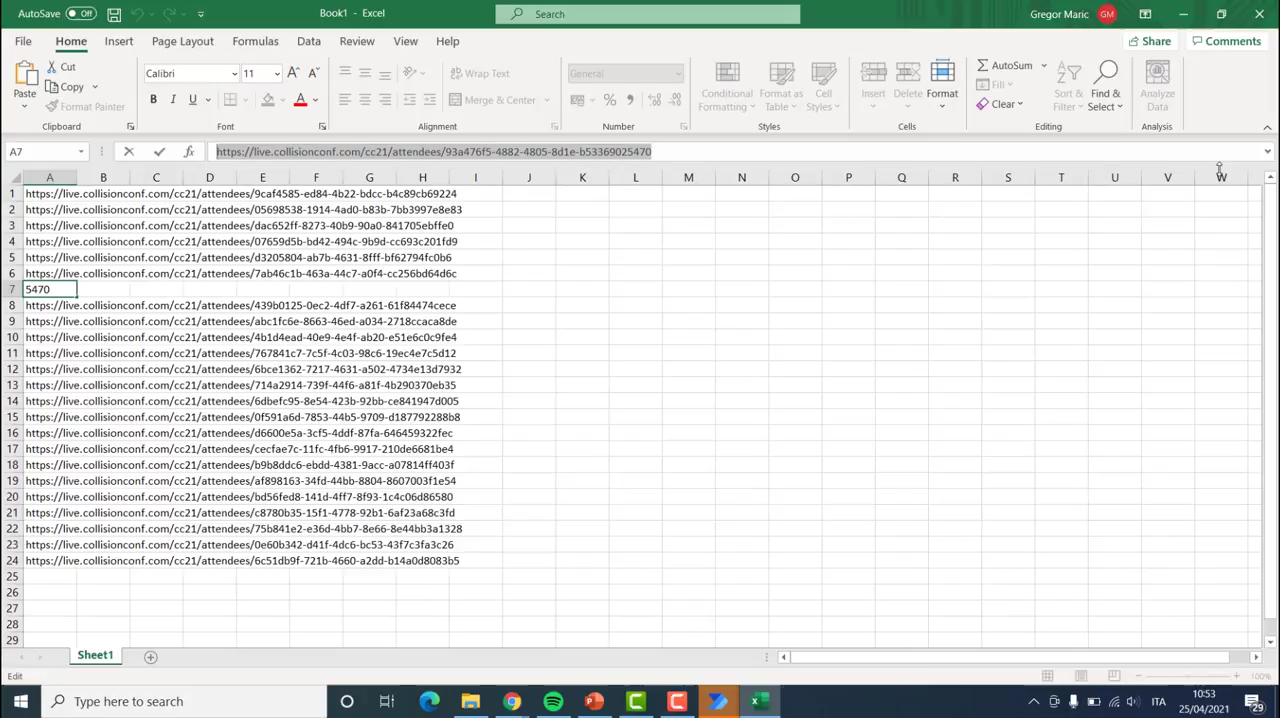 AutoSave Off Book1 - Excel Search Gregor Maric GM
File Home Insert Page Layout Formulas Data Review View Help Share Comments
Paste Cut Copy Format Painter Clipboard
Calibri 11 B I U Font
Wrap Text Merge & Center Alignment
General Number
Conditional Formatting Format as Table Cell Styles Styles
Insert Delete Format Cells
AutoSum Fill Clear Sort & Filter Find & Select Editing
Analyze Data Analysis
A7 fx https://live.collisionconf.com/cc21/attendees/93a476f5-4882-4805-8d1e-b53369025470
A B C D E F G H I J K L M N O P Q R S T U V W
1 https://live.collisionconf.com/cc21/attendees/9caf4585-ed84-4b22-bdcc-b4c89cb69224
2 https://live.collisionconf.com/cc21/attendees/05698538-1914-4ad0-b83b-7bb3997e8e83
3 https://live.collisionconf.com/cc21/attendees/dac652ff-8273-40b9-90a0-841705ebffe0
4 https://live.collisionconf.com/cc21/attendees/07659d5b-bd42-494c-9b9d-cc693c201fd9
5 https://live.collisionconf.com/cc21/attendees/d3205804-ab7b-4631-8fff-bf62794fc0b6
6 https://live.collisionconf.com/cc21/attendees/7ab46c1b-463a-44c7-a0f4-cc256bd64d6c
7 5470
8 https://live.collisionconf.com/cc21/attendees/439b0125-0ec2-4df7-a261-61f84474cece
9 https://live.collisionconf.com/cc21/attendees/abc1fc6e-8663-46ed-a034-2718ccaca8de
10 https://live.collisionconf.com/cc21/attendees/4b1d4ead-40e9-4e4f-ab20-e51e6c0c9fe4
11 https://live.collisionconf.com/cc21/attendees/767841c7-7c5f-4c03-98c6-19ec4e7c5d12
12 https://live.collisionconf.com/cc21/attendees/6bce1362-7217-4631-a502-4734e13d7932
13 https://live.collisionconf.com/cc21/attendees/714a2914-739f-44f6-a81f-4b290370eb35
14 https://live.collisionconf.com/cc21/attendees/6dbefc95-8e54-423b-92bb-ce841947d005
15 https://live.collisionconf.com/cc21/attendees/0f591a6d-7853-44b5-9709-d187792288b8
16 https://live.collisionconf.com/cc21/attendees/d6600e5a-3cf5-4ddf-87fa-646459322fec
17 https://live.collisionconf.com/cc21/attendees/cecfae7c-11fc-4fb6-9917-210de6681be4
18 https://live.collisionconf.com/cc21/attendees/b9b8ddc6-ebdd-4381-9acc-a07814ff403f
19 https://live.collisionconf.com/cc21/attendees/af898163-34fd-44bb-8804-8607003f1e54
20 https://live.collisionconf.com/cc21/attendees/bd56fed8-141d-4ff7-8f93-1c4c06d86580
21 https://live.collisionconf.com/cc21/attendees/c8780b35-15f1-4778-92b1-6af23a68c3fd
22 https://live.collisionconf.com/cc21/attendees/75b841e2-e36d-4bb7-8e66-8e44bb3a1328
23 https://live.collisionconf.com/cc21/attendees/0e60b342-d41f-4dc6-bc53-43f7c3fa3c26
24 https://live.collisionconf.com/cc21/attendees/6c51db9f-721b-4660-a2dd-b14a0d8083b5
25
26
27
28
29
Sheet1
Edit 100%
Type here to search ITA 10:53
25/04/2021 29